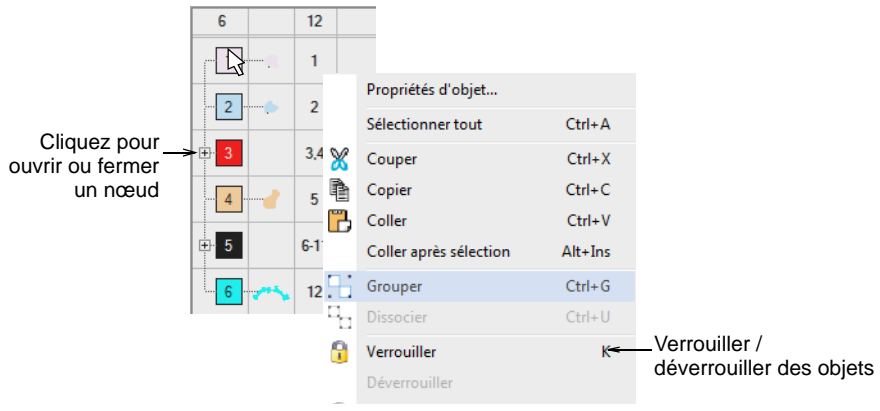 6 12
1 1
2 2
Cliquez pour
ouvrir ou fermer
un nœud
3 3,4
4 5
5 6-1
6 12
Propriétés d'objet...
Sélectionner tout Ctrl+A
Couper Ctrl+X
Copier Ctrl+C
Coller Ctrl+V
Coller après sélection Alt+Ins
Grouper Ctrl+G
Dissocier Ctrl+U
Verrouiller K
Déverrouiller
Verrouiller /
déverrouiller des objets